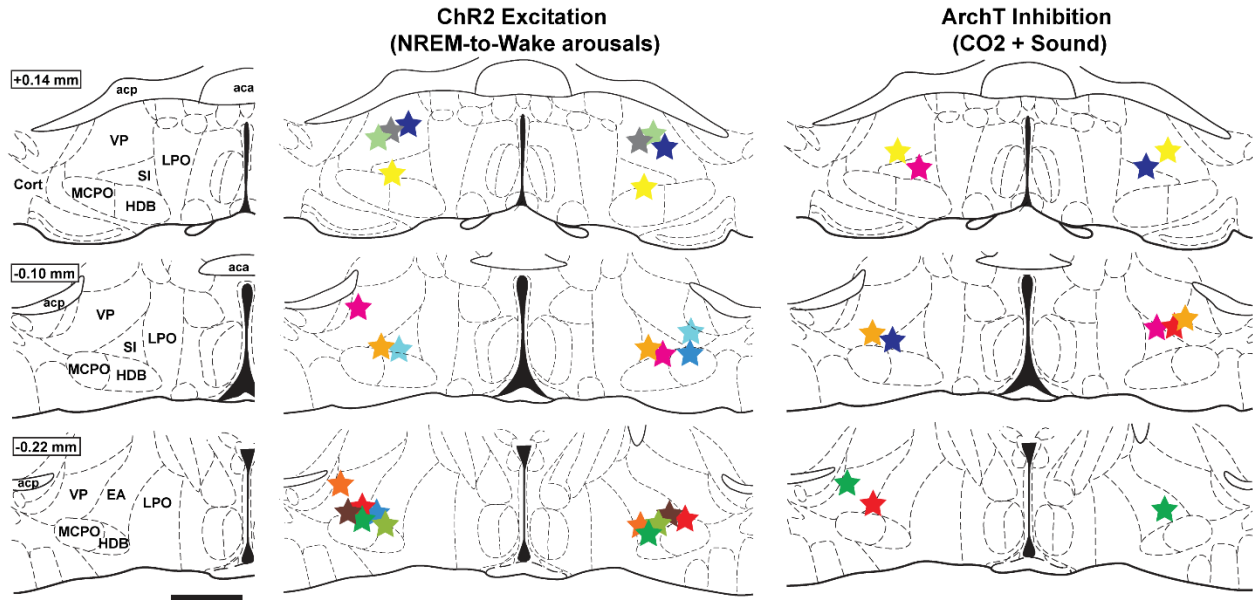 ChR2 Excitation
(NREM-to-Wake arousals)
ArchT Inhibition
(CO2 + Sound)
+0.14 mm
acp
aca
VP
LPO
SI
Cort
MCPO
HDB
-0.10 mm
aca
acp
VP
LPO
SI
MCPO
HDB
-0.22 mm
acp
VP
EA
LPO
MCPO
HDB